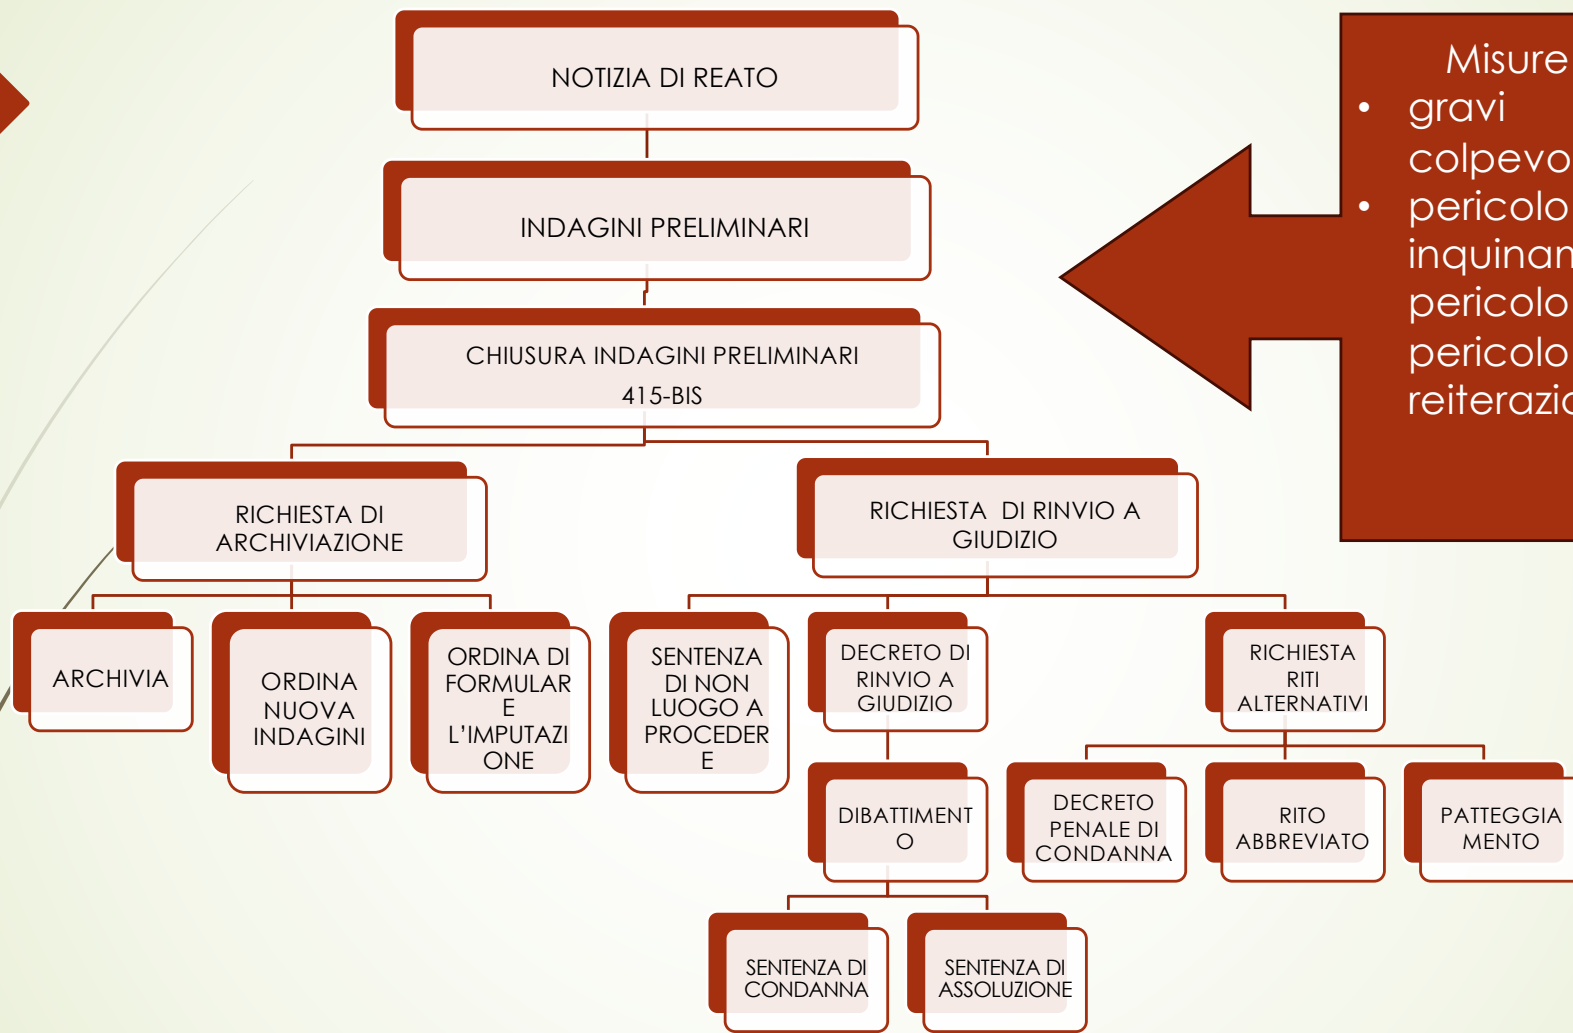 NOTIZIA DI REATO
INDAGINI PRELIMINARI
CHIUSURA INDAGINI PRELIMINARI
415-BIS
RICHIESTA DI
ARCHIVIAZIONE
RICHIESTA DI RINVIO A
GIUDIZIO
ARCHIVIA
ORDINA
NUOVA
INDAGINI
ORDINA DI
FORMULAR
E
L'IMPUTAZI
ONE
SENTENZA
DI NON
LUOGO A
PROCEDER
E
DECRETO DI
RINVIO A
GIUDIZIO
RICHIESTA
RITI
ALTERNATIVI
DIBATTIMENT
O
DECRETO
PENALE DI
CONDANNA
RITO
ABBREVIATO
PATTEGGIA
MENTO
SENTENZA DI
CONDANNA
SENTENZA DI
ASSOLUZIONE
Misure
• gravi
colpevo
• pericolo
pericolo
pericolo